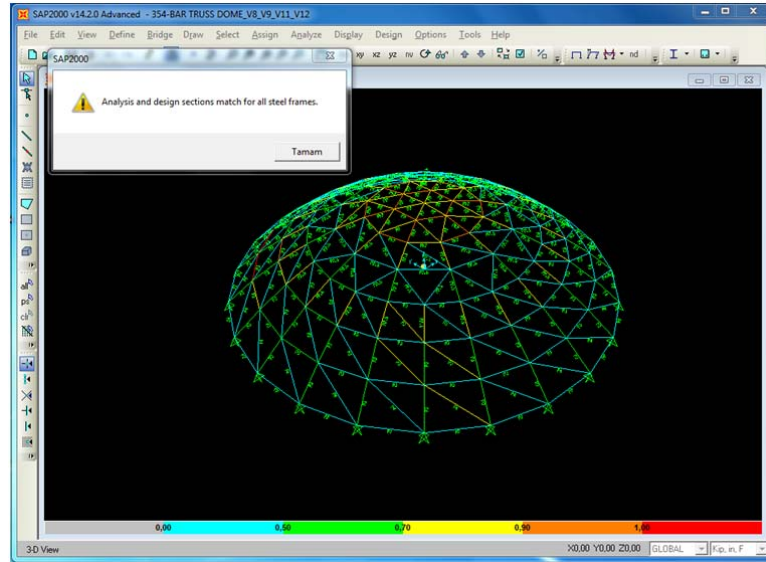 SAP2000 v14.2.0 Advanced - 354-BAR TRUSS DOME_V8_V9_V11_V12
File Edit View Define Bridge Draw Select Assign Analyze Display Design Options Tools Help
xy xz yz nv nd
SAP2000
Analysis and design sections match for all steel frames.
Tamam
all
ps
clr
0,00 0,50 0,70 0,90 1,00
3-D View X0,00 Y0,00 Z0,00 GLOBAL Kip, in, F